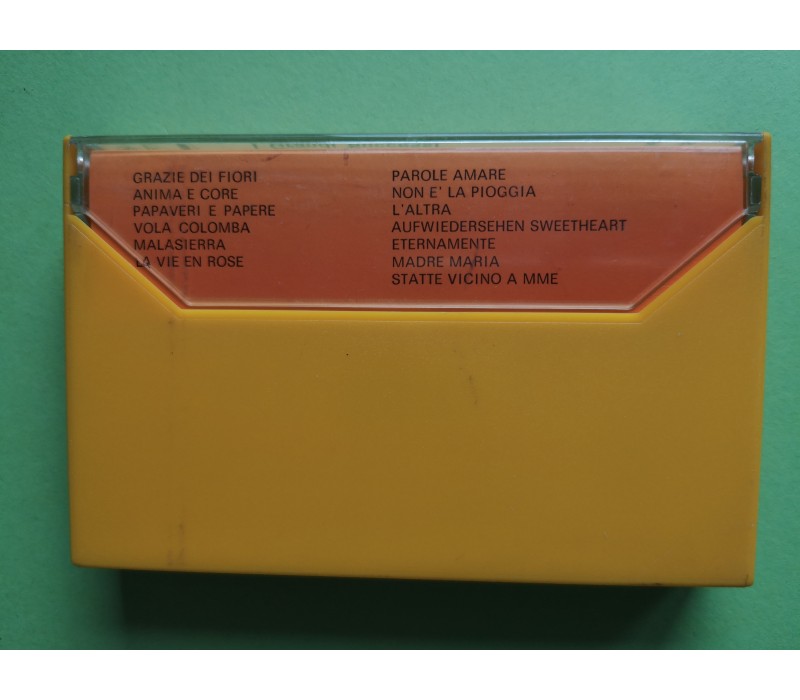 GRAZIE DEI FIORI
ANIMA E CORE
PAPAVERI E PAPERE
VOLA COLOMBA
MALASIERRA
LA VIE EN ROSE
PAROLE AMARE
NON E' LA PIOGGIA
L'ALTRA
AUFWIEDERSEHEN SWEETHEART
ETERNAMENTE
MADRE MARIA
STATTE VICINO A MME